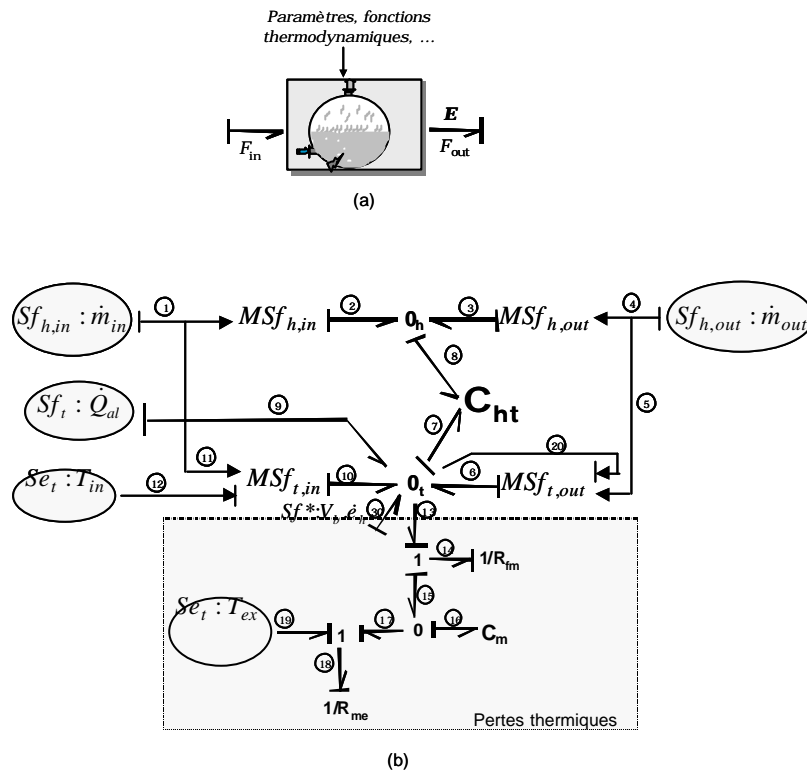 Paramètres, fonctions
thermodynamiques, ...
E
F_in
F_out
(a)
Sf_h,in : ṁ_in
1
MSf_h,in
2
0_h
3
MSf_h,out
4
Sf_h,out : ṁ_out
8
Sf_t : Q̇_al
9
C_ht
7
5
20
11
Se_t : T_in
12
MSf_t,in
10
0_t
6
MSf_t,out
30
13
1
14
1/R_fm
15
Se_t : T_ex
19
1
17
0
16
C_m
18
1/R_me
Pertes thermiques
(b)